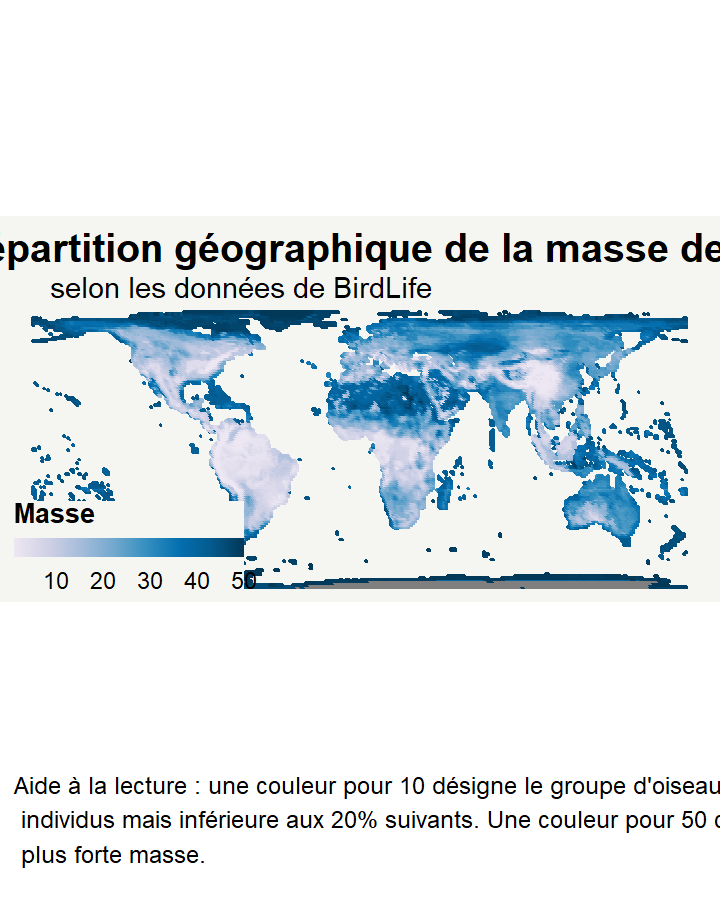 épartition géographique de la masse de
selon les données de BirdLife
Masse
10 20 30 40 50
Aide à la lecture : une couleur pour 10 désigne le groupe d'oiseau
individus mais inférieure aux 20% suivants. Une couleur pour 50 d
plus forte masse.